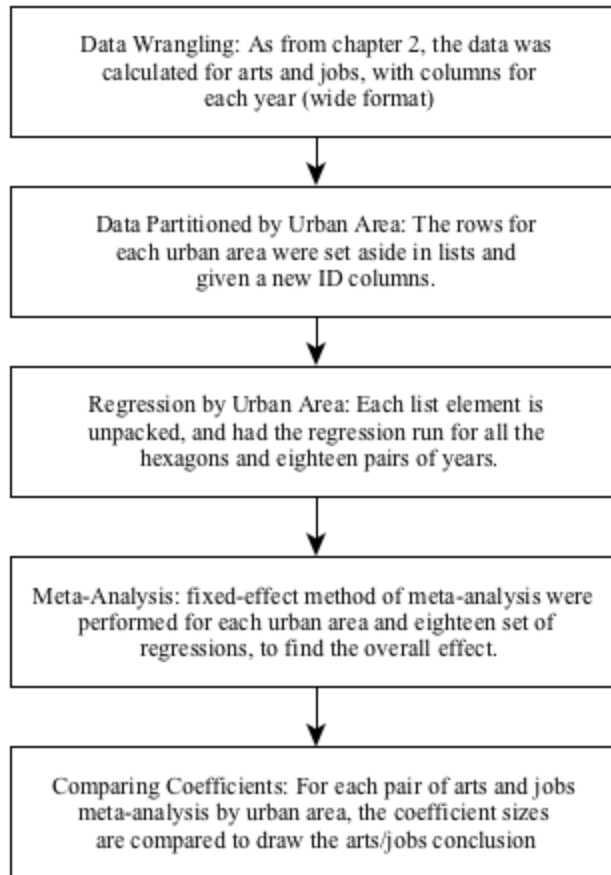 Data Wrangling: As from chapter 2, the data was
calculated for arts and jobs, with columns for
each year (wide format)
Data Partitioned by Urban Area: The rows for
each urban area were set aside in lists and
given a new ID columns.
Regression by Urban Area: Each list element is
unpacked, and had the regression run for all the
hexagons and eighteen pairs of years.
Meta-Analysis: fixed-effect method of meta-analysis were
performed for each urban area and eighteen set of
regressions, to find the overall effect.
Comparing Coefficients: For each pair of arts and jobs
meta-analysis by urban area, the coefficient sizes
are compared to draw the arts/jobs conclusion